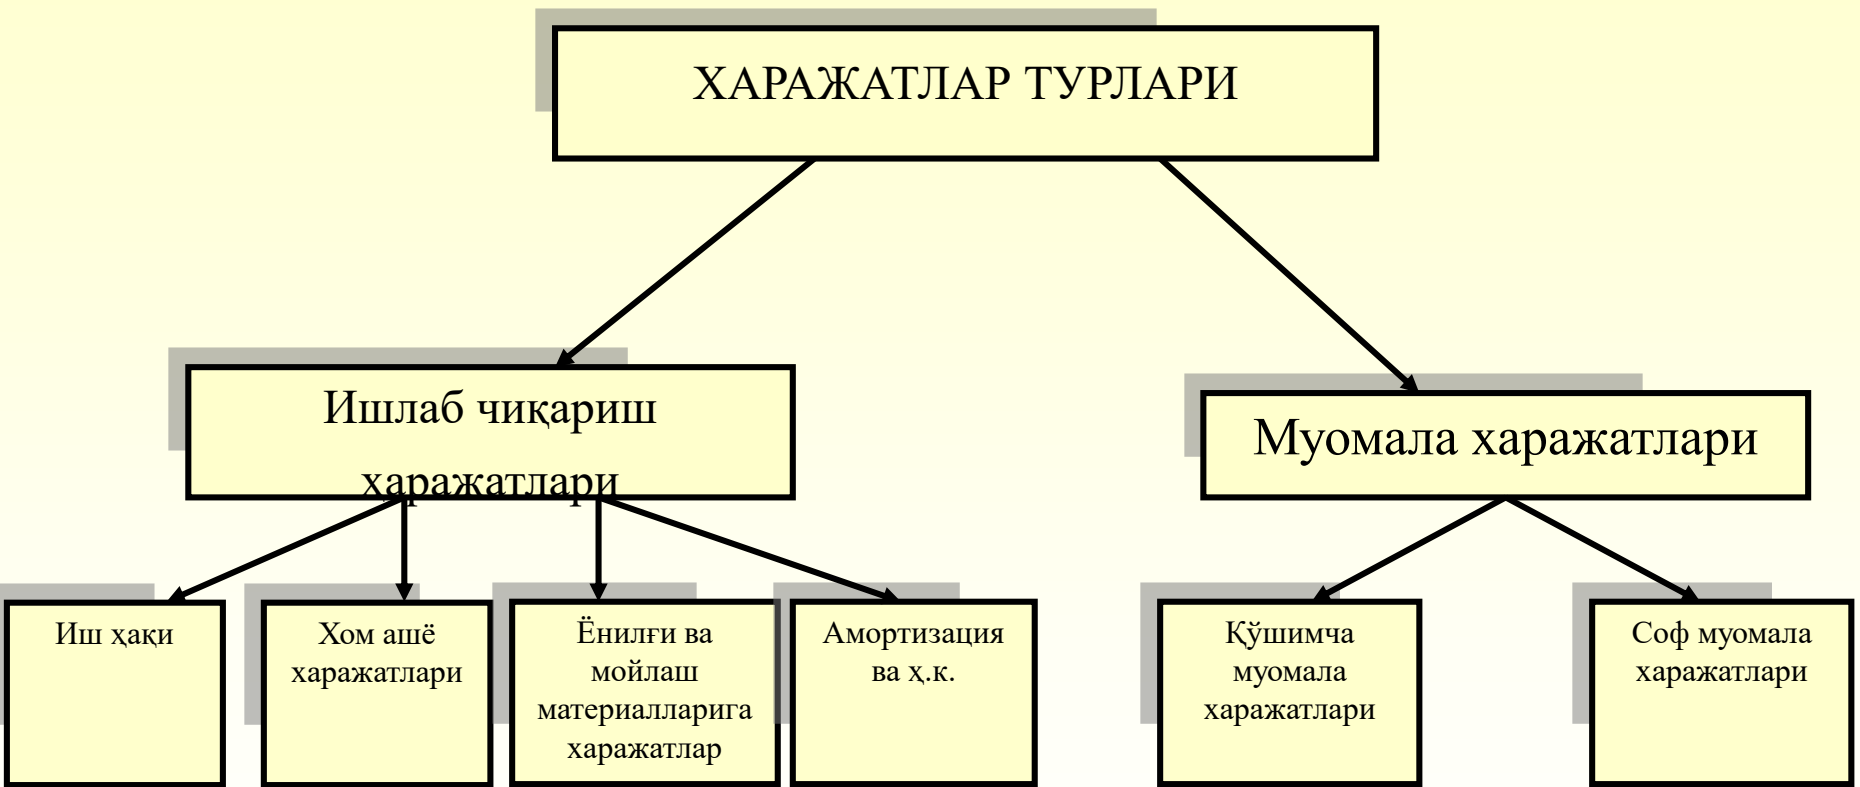 ХАРАЖАТЛАР ТУРЛАРИ
Ишлаб чиқариш
харажатлари
Муомала харажатлари
Иш ҳақи
Хом ашё
харажатлари
Ёнилғи ва
мойлаш
материалларига
харажатлар
Амортизация
ва ҳ.к.
Қўшимча
муомала
харажатлари
Соф муомала
харажатлари